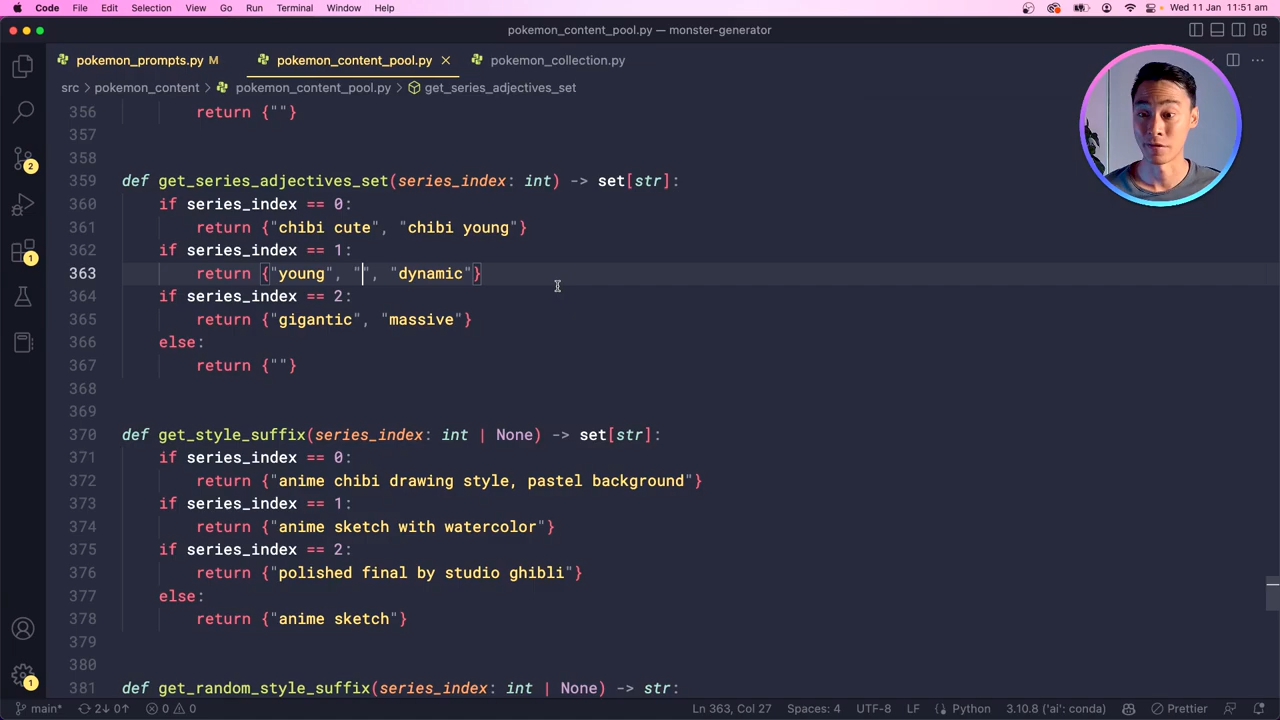 Code File Edit Selection View Go Run Terminal Window Help Wed 11 Jan 11:51 am
pokemon_content_pool.py — monster-generator
pokemon_prompts.py M pokemon_content_pool.py pokemon_collection.py
src > pokemon_content > pokemon_content_pool.py > get_series_adjectives_set
356 return {""}
357
358
359 def get_series_adjectives_set(series_index: int) -> set[str]:
360 if series_index == 0:
361 return {"chibi cute", "chibi young"}
362 if series_index == 1:
363 return {"young", "", "dynamic"}
364 if series_index == 2:
365 return {"gigantic", "massive"}
366 else:
367 return {""}
368
369
370 def get_style_suffix(series_index: int | None) -> set[str]:
371 if series_index == 0:
372 return {"anime chibi drawing style, pastel background"}
373 if series_index == 1:
374 return {"anime sketch with watercolor"}
375 if series_index == 2:
376 return {"polished final by studio ghibli"}
377 else:
378 return {"anime sketch"}
379
380
381 def get_random_style_suffix(series_index: int | None) -> str:
2
1
1
main* 2↓ 0↑ 0 0 Ln 363, Col 27 Spaces: 4 UTF-8 LF Python 3.10.8 ('ai': conda) Prettier